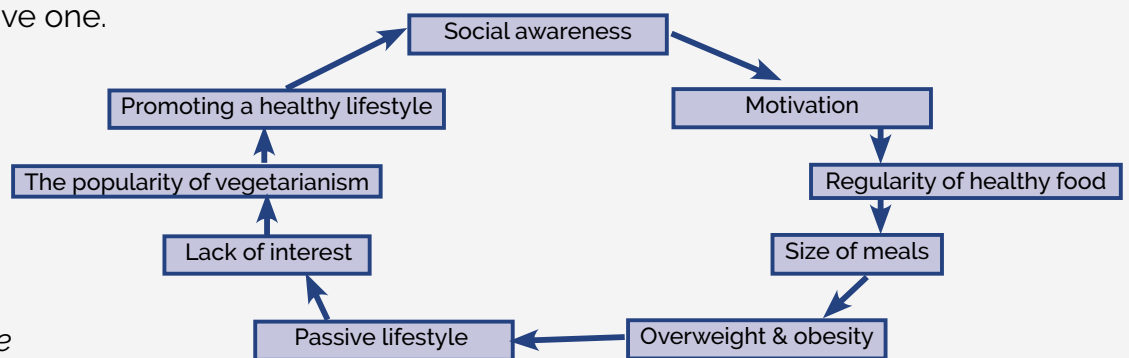 ve one.
Social awareness
Promoting a healthy lifestyle
Motivation
The popularity of vegetarianism
Regularity of healthy food
Lack of interest
Size of meals
Passive lifestyle
Overweight & obesity
e